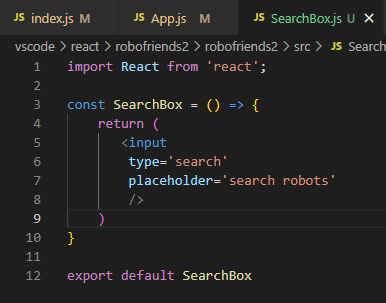 JS index.js M JS App.js M JS SearchBox.js U ×
vscode > react > robofriends2 > robofriends2 > src > JS Search
1 import React from 'react';
2
3 const SearchBox = () => {
4 return (
5 <input
6 type='search'
7 placeholder='search robots'
8 />
9 )
10 }
11
12 export default SearchBox